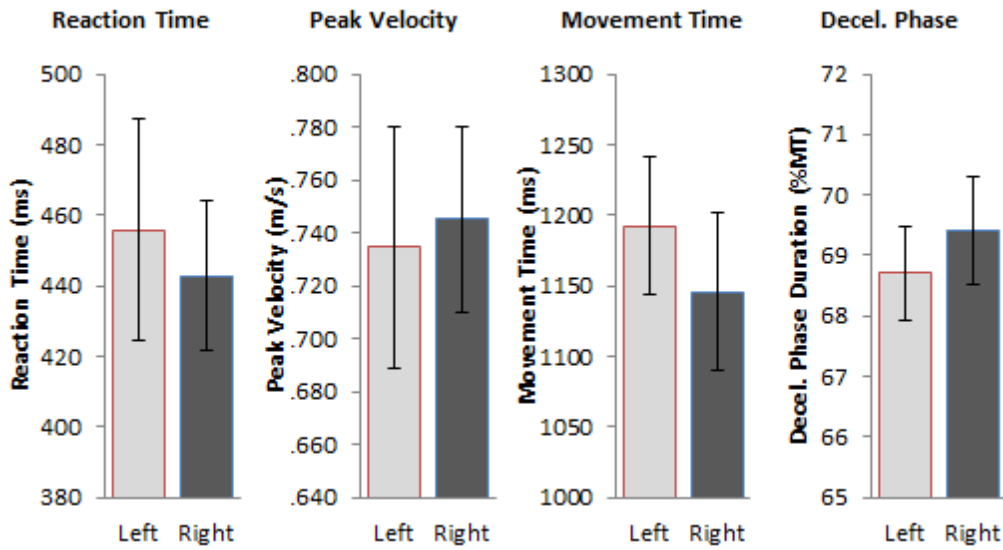 Reaction Time
Peak Velocity
Movement Time
Decel. Phase
Reaction Time (ms)
500
480
460
440
420
400
380
Left Right
Peak Velocity (m/s)
.800
.780
.760
.740
.720
.700
.680
.660
.640
Left Right
Movement Time (ms)
1300
1250
1200
1150
1100
1050
1000
Left Right
Decel. Phase Duration (%MT)
72
71
70
69
68
67
66
65
Left Right